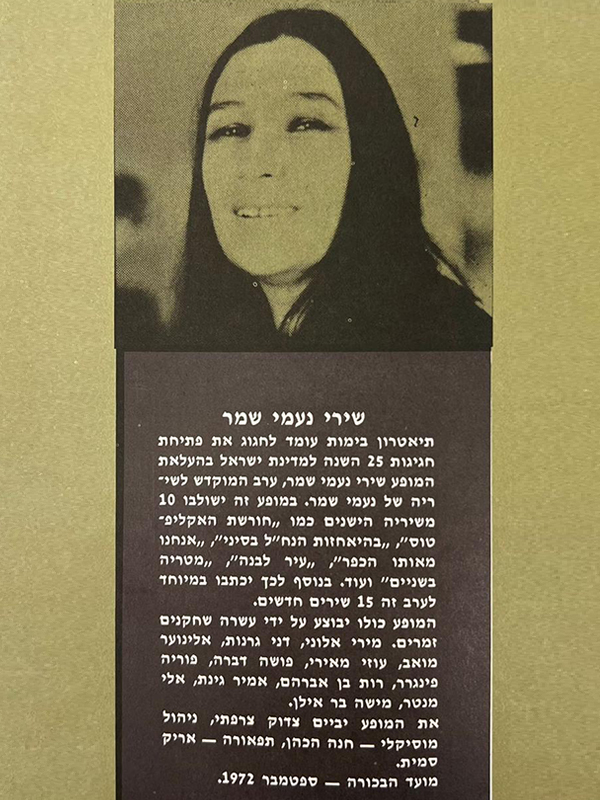 שירי נעמי שמר
תיאטרון בימות עומד לחגוג את פתיחת
חגיגות 25 השנה למדינת ישראל בהעלאת
המופע שירי נעמי שמר, ערב המוקדש לשי־
ריה של נעמי שמר. במופע זה ישולבו 10
משיריה הישנים כמו „חורשת האקליפ־
טוס”, „בהיאחזות הנח״ל בסיני”, „אנחנו
מאותו הכפר”, „עיר לבנה”, „מטריה
בשניים” ועוד. בנוסף לכך יכתבו במיוחד
לערב זה 15 שירים חדשים.
המופע כולו יבוצע על ידי עשרה שחקנים
זמרים. מירי אלוני, דני גרנות, אלינוער
מואב, עוזי מאירי, פושה דברה, פוריה
פינגרר, רות בן אברהם, אמיר גינת, אלי
מנטר, מישה בר אילן.
את המופע יביים צדוק צרפתי, ניהול
מוסיקלי — חנה הכהן, תפאורה — אריק
סמית.
מועד הבכורה — ספטמבר 1972.